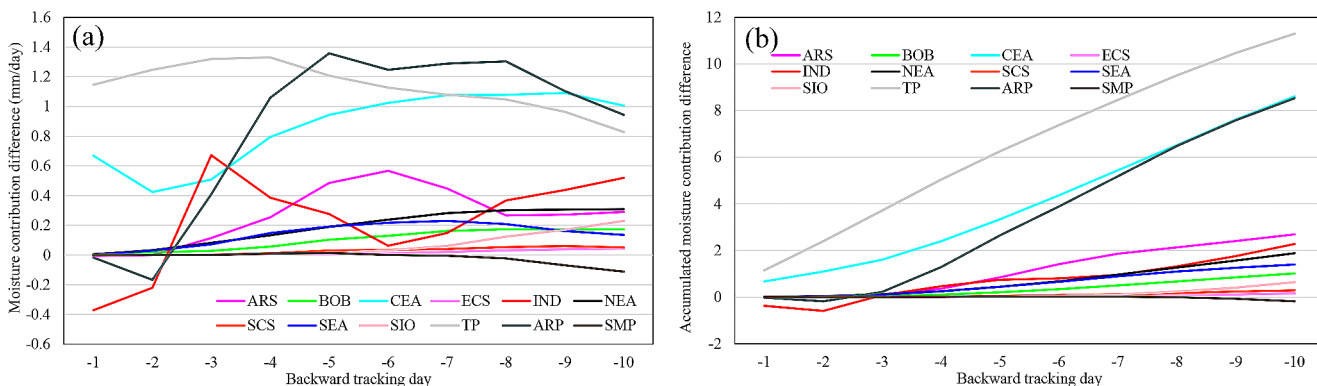 (a)
Moisture contribution difference (mm/day)
1.6
1.4
1.2
1
0.8
0.6
0.4
0.2
0
-0.2
-0.4
-0.6
ARS BOB CEA ECS IND NEA
SCS SEA SIO TP ARP SMP
-1 -2 -3 -4 -5 -6 -7 -8 -9 -10
Backward tracking day
(b)
Accumulated moisture contribution difference
12
10
8
6
4
2
0
-2
ARS BOB CEA ECS
IND NEA SCS SEA
SIO TP ARP SMP
-1 -2 -3 -4 -5 -6 -7 -8 -9 -10
Backward tracking day